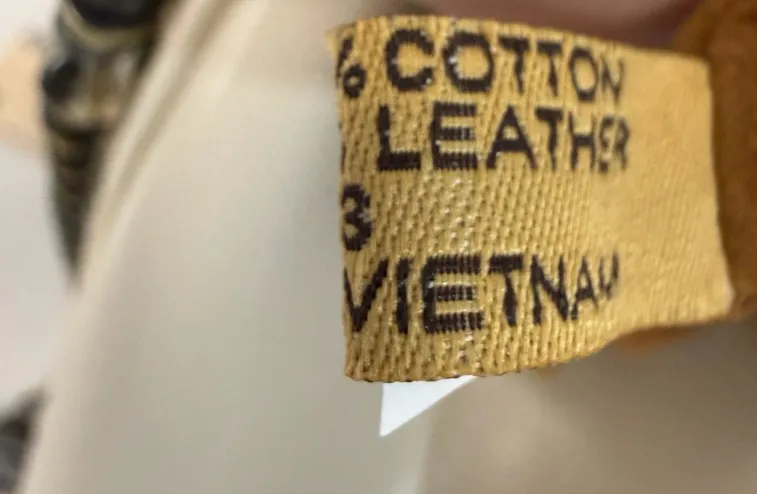 % COTTON
LEATHER
3
VIETNAM